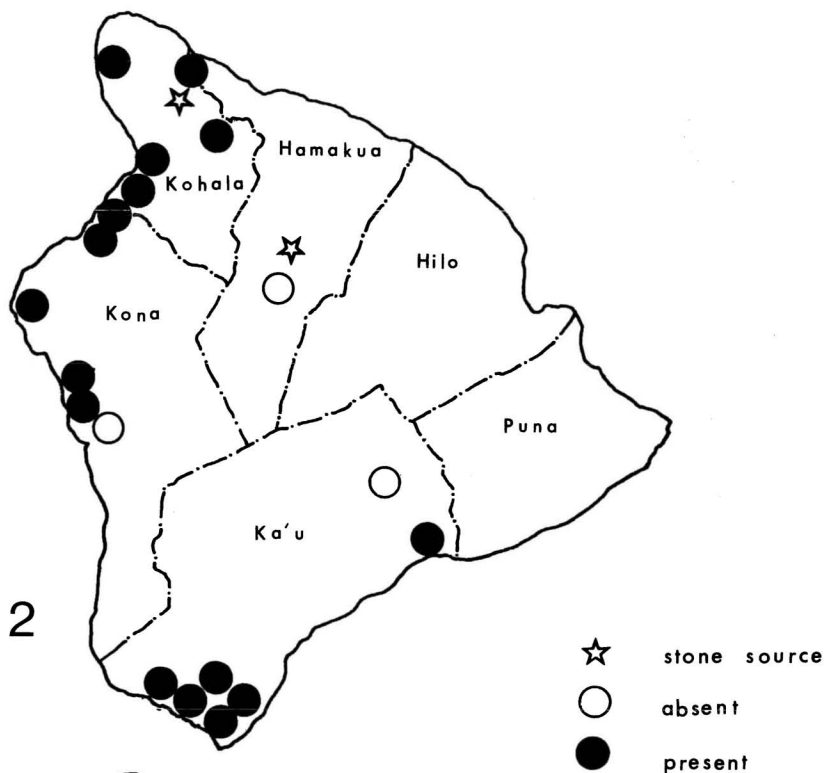 Hamakua
Kohala
Hilo
Kona
Puna
Ka'u
2
stone source
absent
present